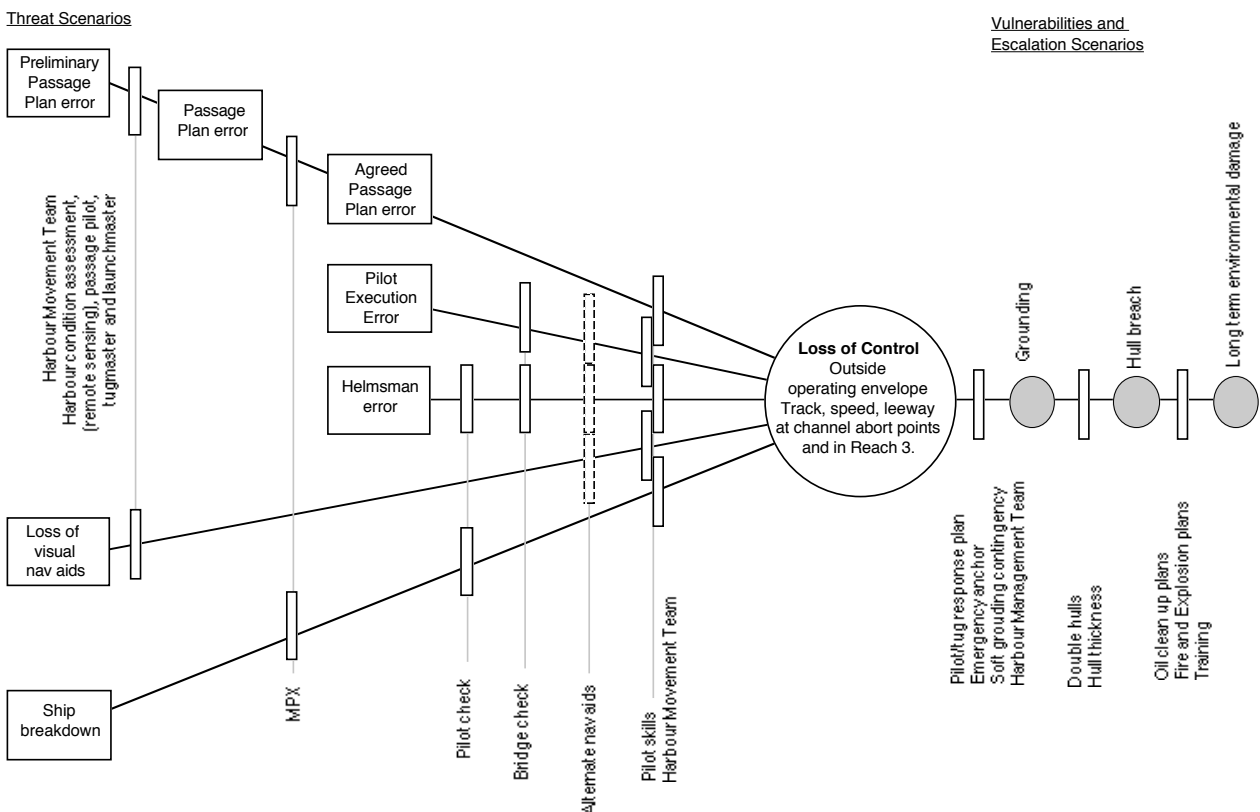 Threat Scenarios
Vulnerabilities and
Escalation Scenarios
Preliminary
Passage
Plan error
Passage
Plan error
Agreed
Passage
Plan error
Pilot
Execution
Error
Helmsman
error
Loss of
visual
nav aids
Ship
breakdown
Harbour Movement Team
Harbour condition assessment,
(remote sensing), passage pilot,
tugmaster and launchmaster
MPX
Pilot check
Bridge check
Alternate nav aids
Pilot skills
Harbour Movement Team
Loss of Control
Outside
operating envelope
Track, speed, leeway
at channel abort points
and in Reach 3.
Grounding
Hull breach
Long term environmental damage
Pilot/tug response plan
Emergency anchor
Soft grouding contingency
Harbour Management Team
Double hulls
Hull thickness
Oil clean up plans
Fire and Explosion plans
Training